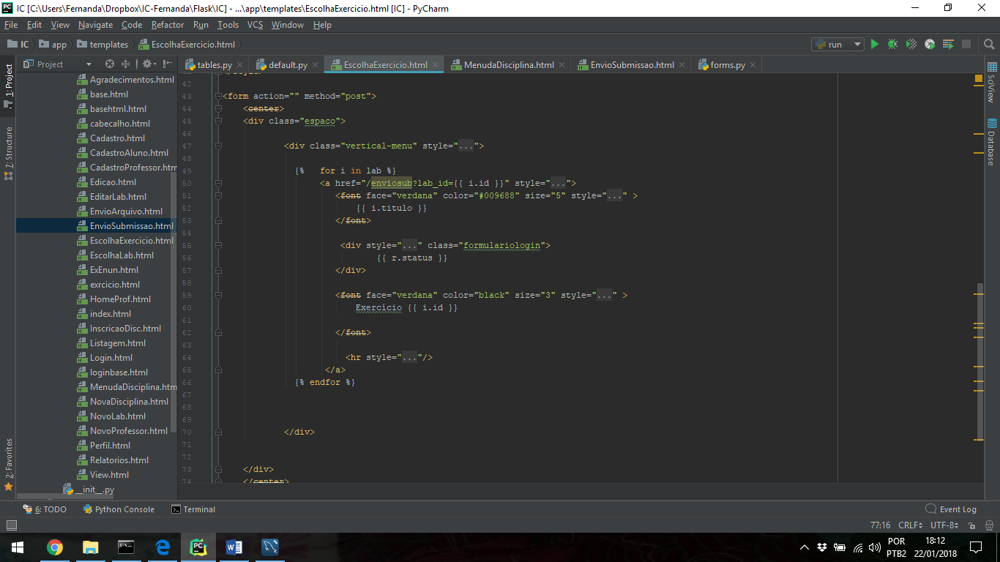 IC [C:\Users\Fernanda\Dropbox\IC-Fernanda\Flask\IC] - ...\app\templates\EscolhaExercicio.html [IC] - PyCharm
File Edit View Navigate Code Refactor Run Tools VCS Window Help
IC app templates EscolhaExercicio.html run
Project tables.py default.py EscolhaExercicio.html MenudaDisciplina.html EnvioSubmissao.html forms.py
1: Project
7: Structure
2: Favorites
Agradecimentos.html
base.html
basehtml.html
cabecalho.html
Cadastro.html
CadastroAluno.html
CadastroProfessor.htm
Edicao.html
EditarLab.html
EnvioArquivo.html
EnvioSubmissao.html
EscolhaExercicio.html
EscolhaLab.html
ExEnun.html
exrcicio.html
HomeProf.html
index.html
InscricaoDisc.html
Listagem.html
Login.html
loginbase.html
MenudaDisciplina.htm
NovaDisciplina.html
NovoLab.html
NovoProfessor.html
Perfil.html
Relatorios.html
View.html
__init__.py
42
43 <form action="" method="post">
44 <center>
45 <div class="espaco">
46
47 <div class="vertical-menu" style="...">
48
49 {% for i in lab %}
50 <a href="/enviosub?lab_id={{ i.id }}" style="...">
51 <font face="verdana" color="#009688" size="5" style="..." >
52 {{ i.titulo }}
53 </font>
54
55 <div style="..." class="formulariologin">
56 {{ r.status }}
57 </div>
58
59 <font face="verdana" color="black" size="3" style="..." >
60 Exercício {{ i.id }}
61
62 </font>
63
64 <hr style="..."/>
65 </a>
66 {% endfor %}
67
68
69
70 </div>
71
72
73 </div>
74 </center>
SciView
Database
6: TODO Python Console Terminal Event Log
77:16 CRLF UTF-8
POR 18:12
PTB2 22/01/2018